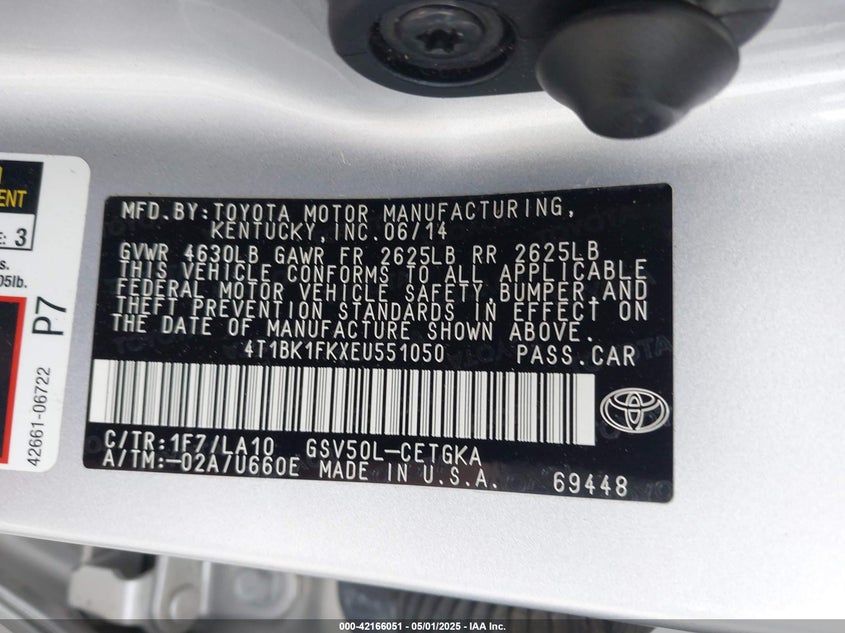 ENT
E: 3
s.
05lb.
P7
42661-06722
MFD.BY:TOYOTA MOTOR MANUFACTURING,
KENTUCKY,INC.06/14
GVWR 4630LB GAWR FR 2625LB RR 2625LB
THIS VEHICLE CONFORMS TO ALL APPLICABLE
FEDERAL MOTOR VEHICLE SAFETY,BUMPER,AND
THEFT PREVENTION STANDARDS IN EFFECT ON
THE DATE OF MANUFACTURE SHOWN ABOVE.
4T1BK1FKXEU551050 PASS.CAR
C/TR:1F7/LA10 GSV50L-CETGKA
A/TM:-02A/U660E MADE IN U.S.A. 69448
000-42166051 / 05/01/2025 - IAA Inc.